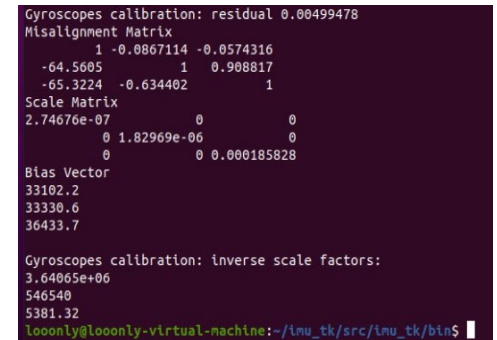 Gyroscopes calibration: residual 0.00499478
Misalignment Matrix
1 -0.0867114 -0.0574316
-64.5605 1 0.908817
-65.3224 -0.634402 1
Scale Matrix
2.74676e-07 0 0
0 1.82969e-06 0
0 0 0.000185828
Bias Vector
33102.2
33330.6
36433.7
Gyroscopes calibration: inverse scale factors:
3.64065e+06
546540
5381.32
looonly@looonly-virtual-machine:~/imu_tk/src/imu_tk/bin$